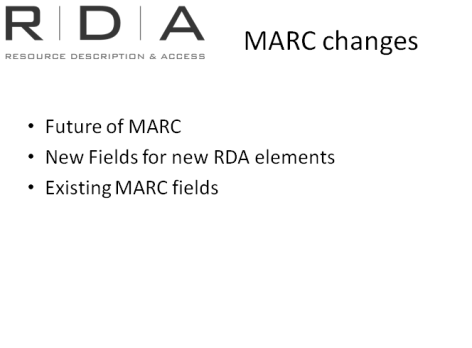 R|D|A
RESOURCE DESCRIPTION & ACCESS
MARC changes
• Future of MARC
• New Fields for new RDA elements
• Existing MARC fields